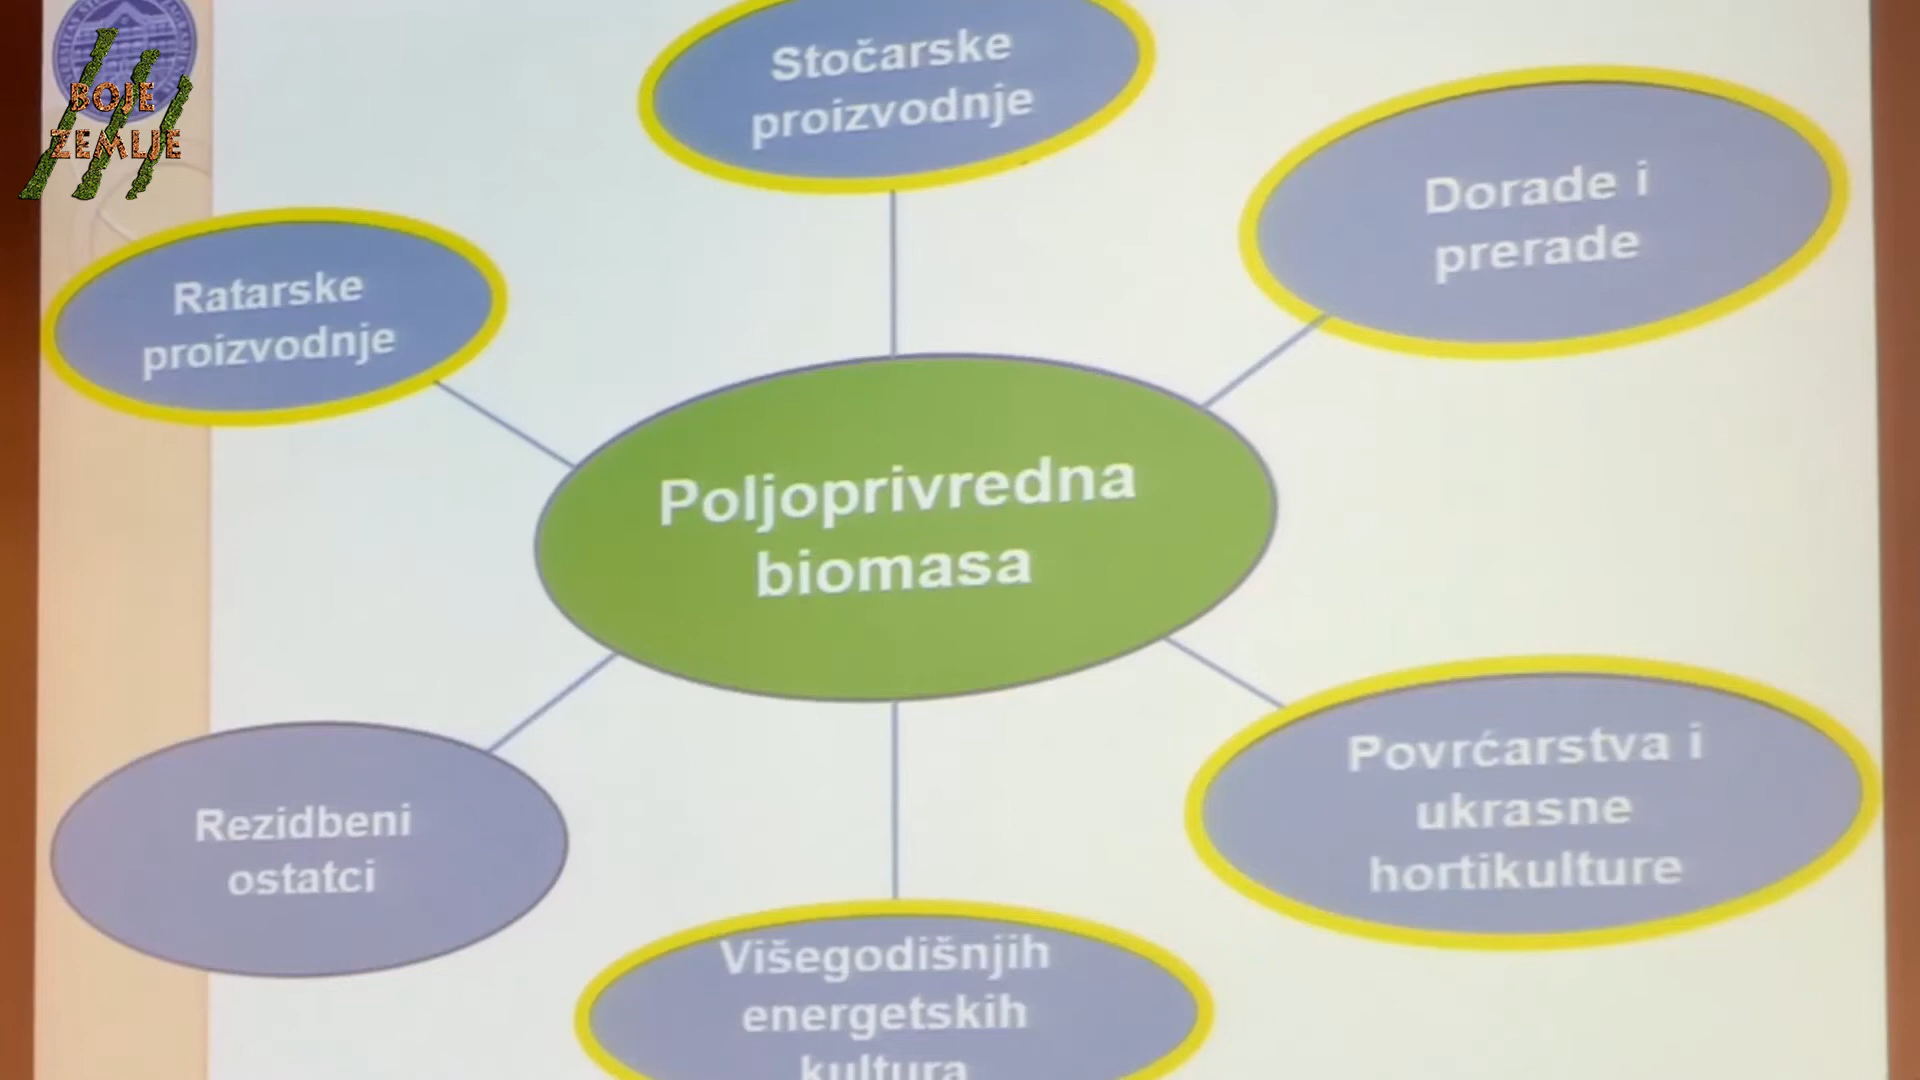 BOJE
ZEMLJE
Stočarske
proizvodnje
Dorade i
prerade
Ratarske
proizvodnje
Poljoprivredna
biomasa
Rezidbeni
ostatci
Povrćarstva i
ukrasne
hortikulture
Višegodišnjih
energetskih
kultura